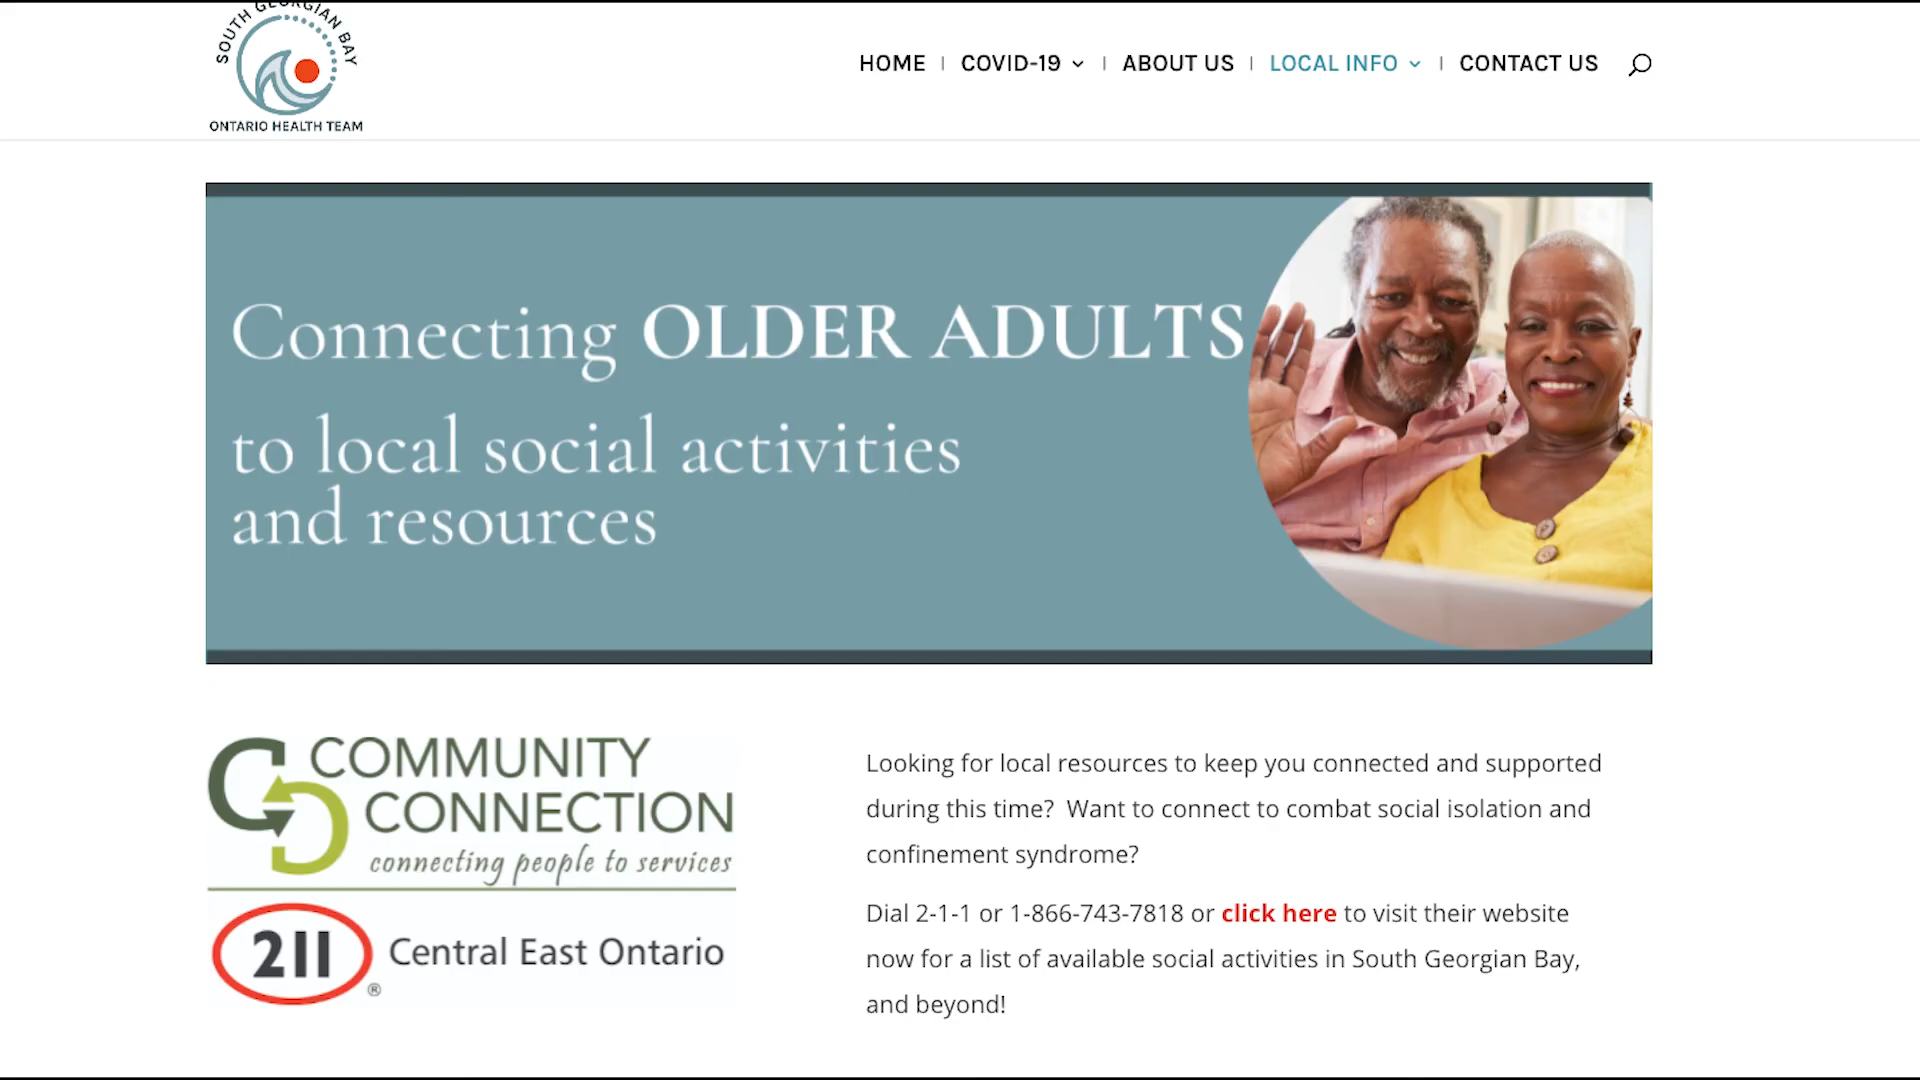 SOUTH GEORGIAN BAY
ONTARIO HEALTH TEAM
HOME
COVID-19
ABOUT US
LOCAL INFO
CONTACT US
Connecting OLDER ADULTS
to local social activities
and resources
COMMUNITY
CONNECTION
connecting people to services
211 Central East Ontario
®
Looking for local resources to keep you connected and supported
during this time?  Want to connect to combat social isolation and
confinement syndrome?
Dial 2-1-1 or 1-866-743-7818 or click here to visit their website
now for a list of available social activities in South Georgian Bay,
and beyond!